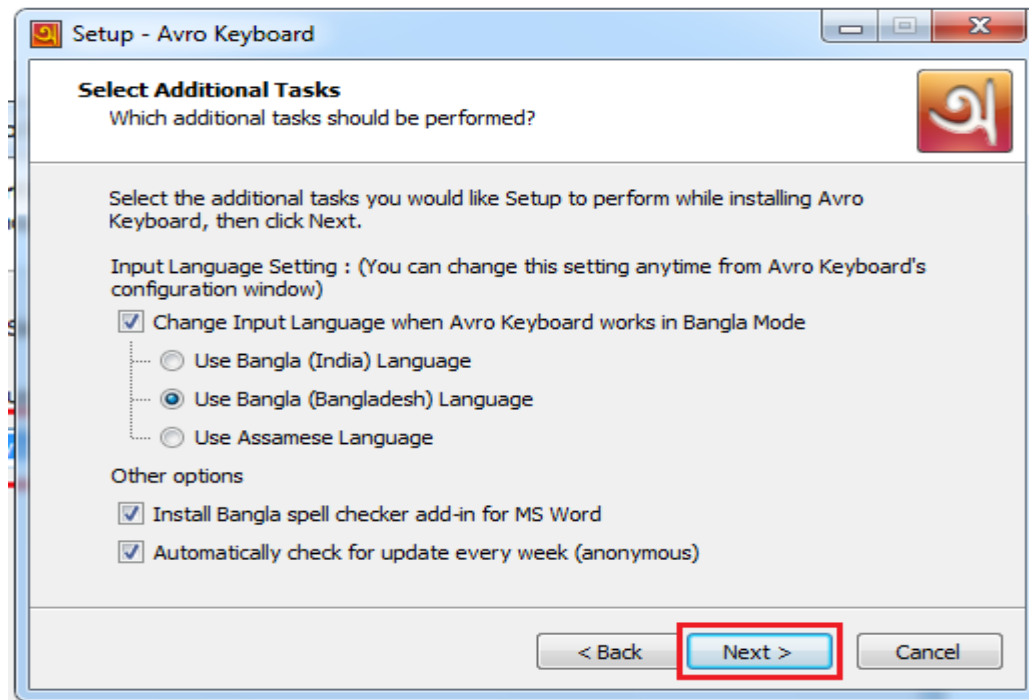 Setup - Avro Keyboard
Select Additional Tasks
Which additional tasks should be performed?
অ
Select the additional tasks you would like Setup to perform while installing Avro
Keyboard, then click Next.
Input Language Setting : (You can change this setting anytime from Avro Keyboard's
configuration window)
Change Input Language when Avro Keyboard works in Bangla Mode
Use Bangla (India) Language
Use Bangla (Bangladesh) Language
Use Assamese Language
Other options
Install Bangla spell checker add-in for MS Word
Automatically check for update every week (anonymous)
< Back Next > Cancel